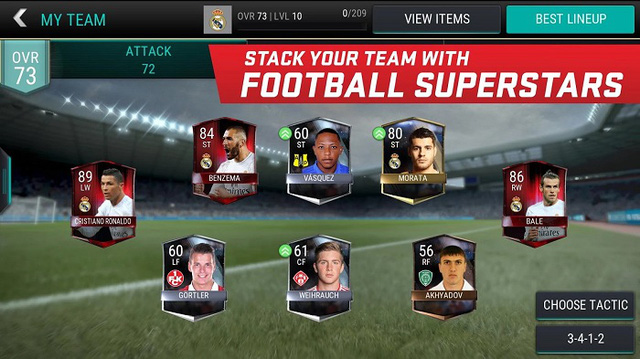 MY TEAM
OVR 73 | LVL 10
0/209
VIEW ITEMS
BEST LINEUP
OVR
73
ATTACK
72
STACK YOUR TEAM WITH
FOOTBALL SUPERSTARS
84
ST
BENZEMA
60
ST
VÁSQUEZ
80
ST
MORATA
89
LW
CRISTIANO RONALDO
86
RW
BALE
Emirates
60
LF
GÖRTLER
61
CF
WEIHRAUCH
56
RF
AKHYADOV
CHOOSE TACTIC
3-4-1-2